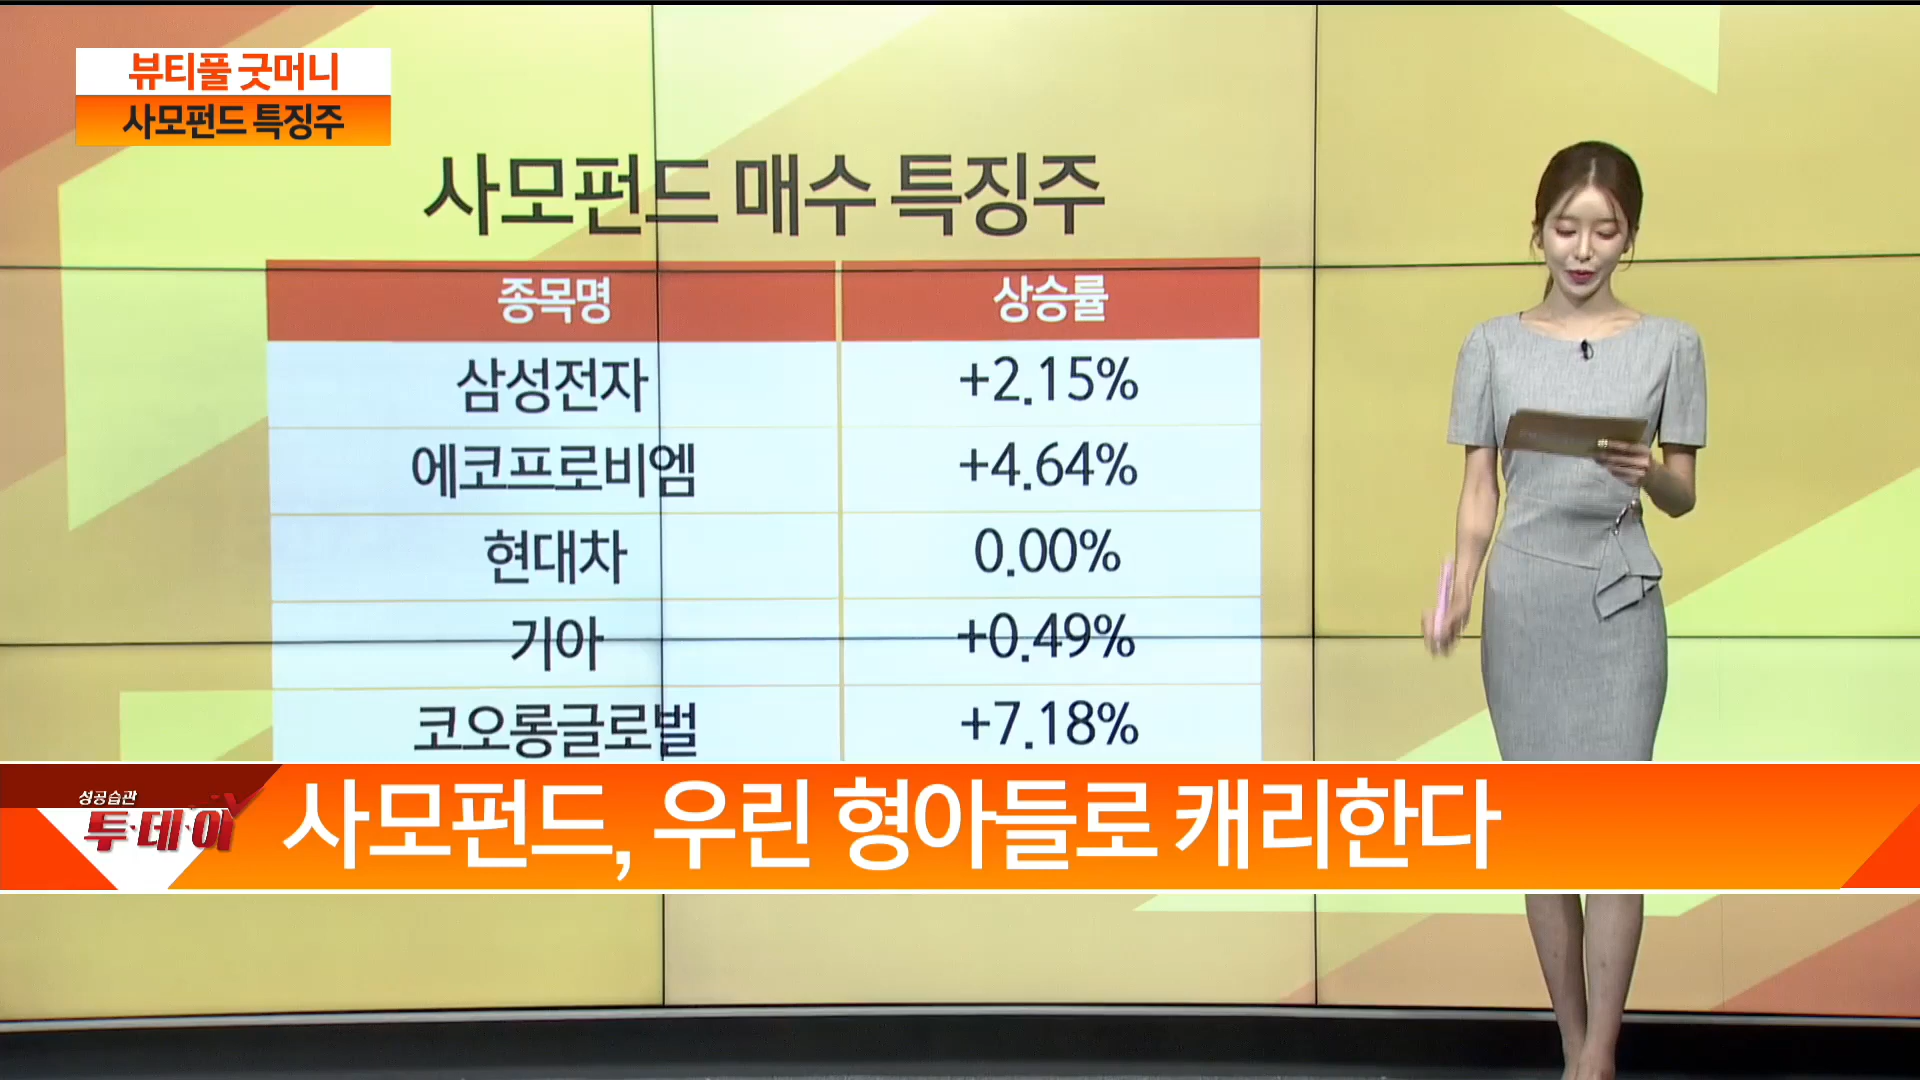 뷰티풀 굿머니
사모펀드 특징주
사모펀드 매수 특징주
종목명 상승률
삼성전자 +2.15%
에코프로비엠 +4.64%
현대차 0.00%
기아 +0.49%
코오롱글로벌 +7.18%
성공습관
투·데·이
사모펀드, 우린 형아들로 캐리한다